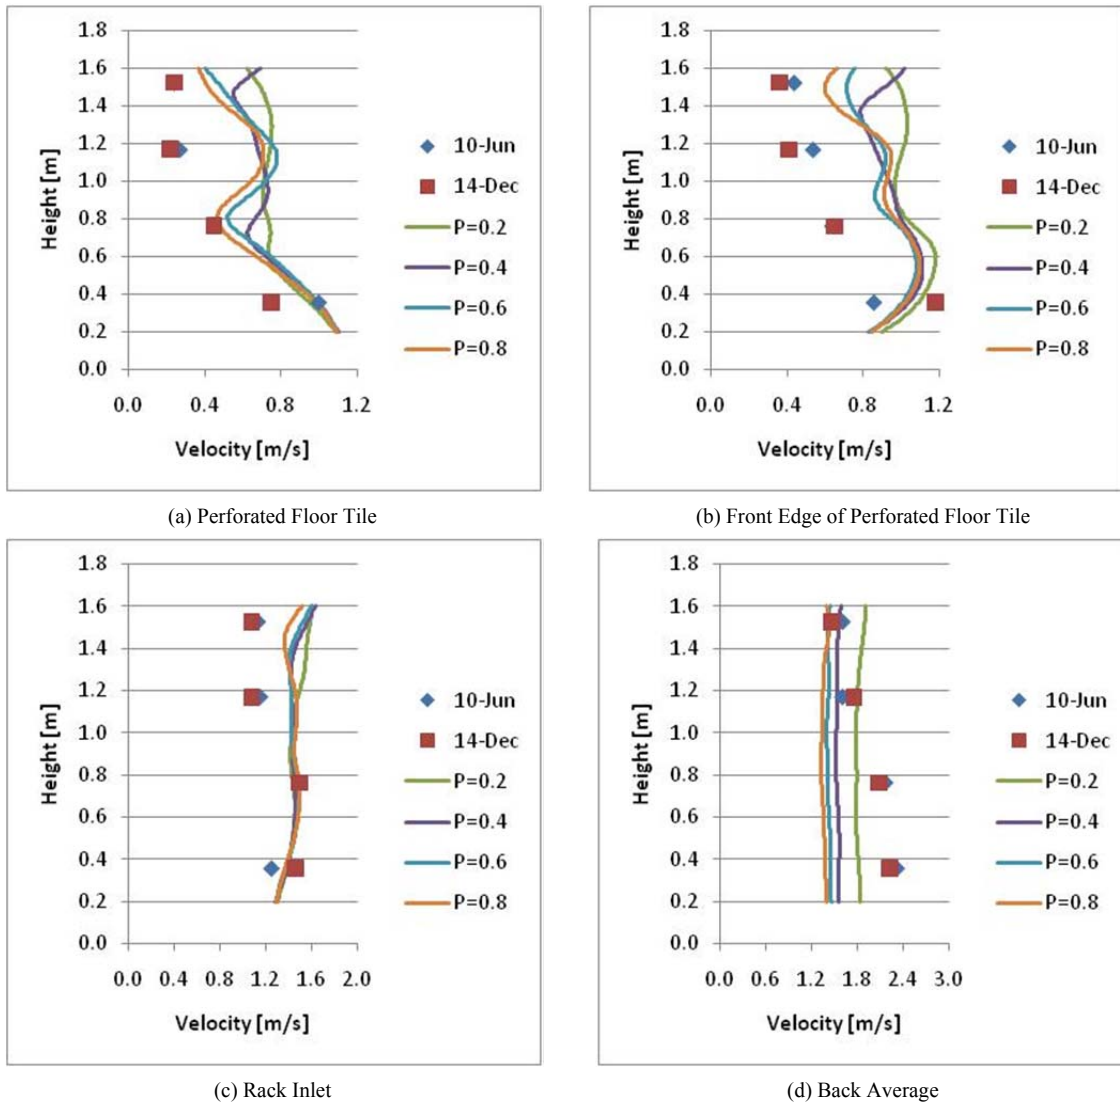 1.8
1.6
1.4
1.2
1.0
0.8
0.6
0.4
0.2
0.0
Height [m]
0.0 0.4 0.8 1.2
Velocity [m/s]
10-Jun
14-Dec
P=0.2
P=0.4
P=0.6
P=0.8
(a) Perforated Floor Tile
1.8
1.6
1.4
1.2
1.0
0.8
0.6
0.4
0.2
0.0
Height [m]
0.0 0.4 0.8 1.2
Velocity [m/s]
10-Jun
14-Dec
P=0.2
P=0.4
P=0.6
P=0.8
(b) Front Edge of Perforated Floor Tile
1.8
1.6
1.4
1.2
1.0
0.8
0.6
0.4
0.2
0.0
Height [m]
0.0 0.4 0.8 1.2 1.6 2.0
Velocity [m/s]
10-Jun
14-Dec
P=0.2
P=0.4
P=0.6
P=0.8
(c) Rack Inlet
1.8
1.6
1.4
1.2
1.0
0.8
0.6
0.4
0.2
0.0
Height [m]
0.0 0.6 1.2 1.8 2.4 3.0
Velocity [m/s]
10-Jun
14-Dec
P=0.2
P=0.4
P=0.6
P=0.8
(d) Back Average